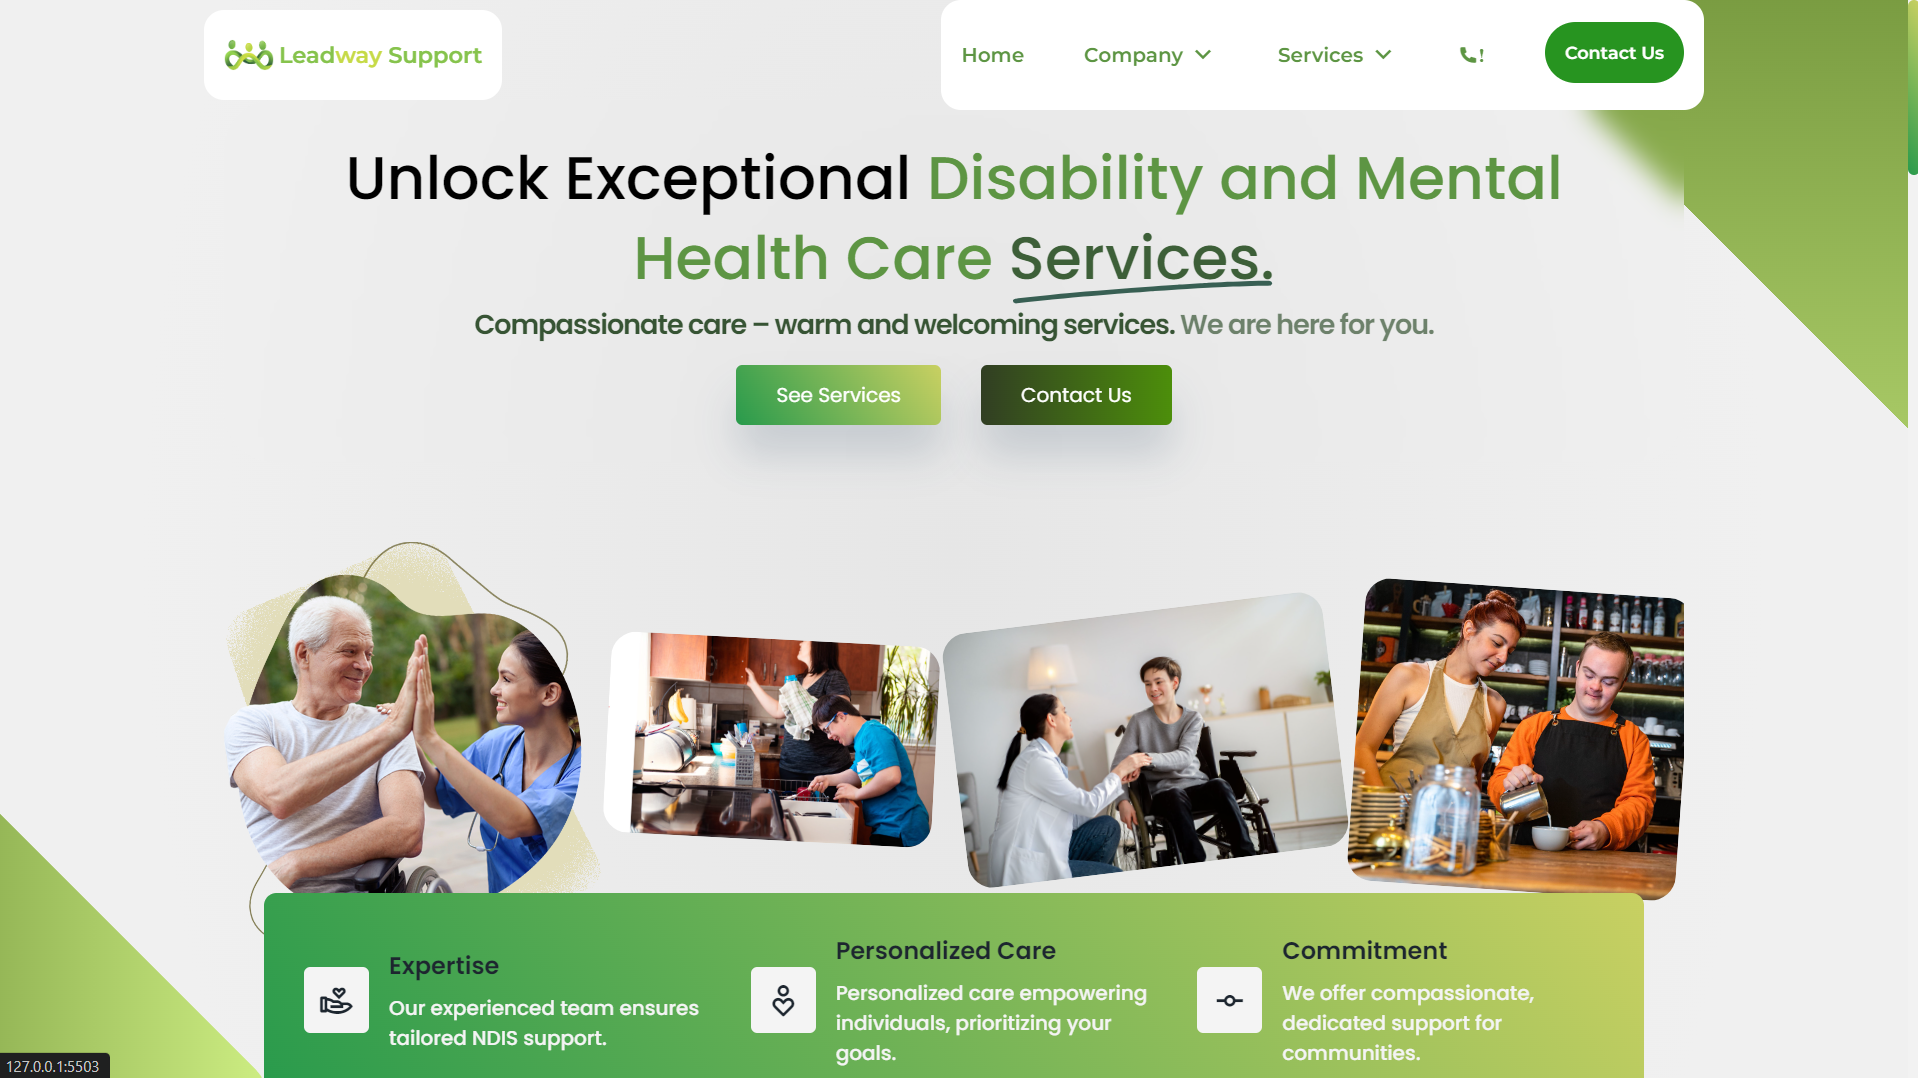 Leadway Support
Home
Company
Services
!
Contact Us
Unlock Exceptional Disability and Mental
Health Care Services.
Compassionate care – warm and welcoming services. We are here for you.
See Services
Contact Us
Expertise
Our experienced team ensures
tailored NDIS support.
Personalized Care
Personalized care empowering
individuals, prioritizing your
goals.
Commitment
We offer compassionate,
dedicated support for
communities.
127.0.0.1:5503